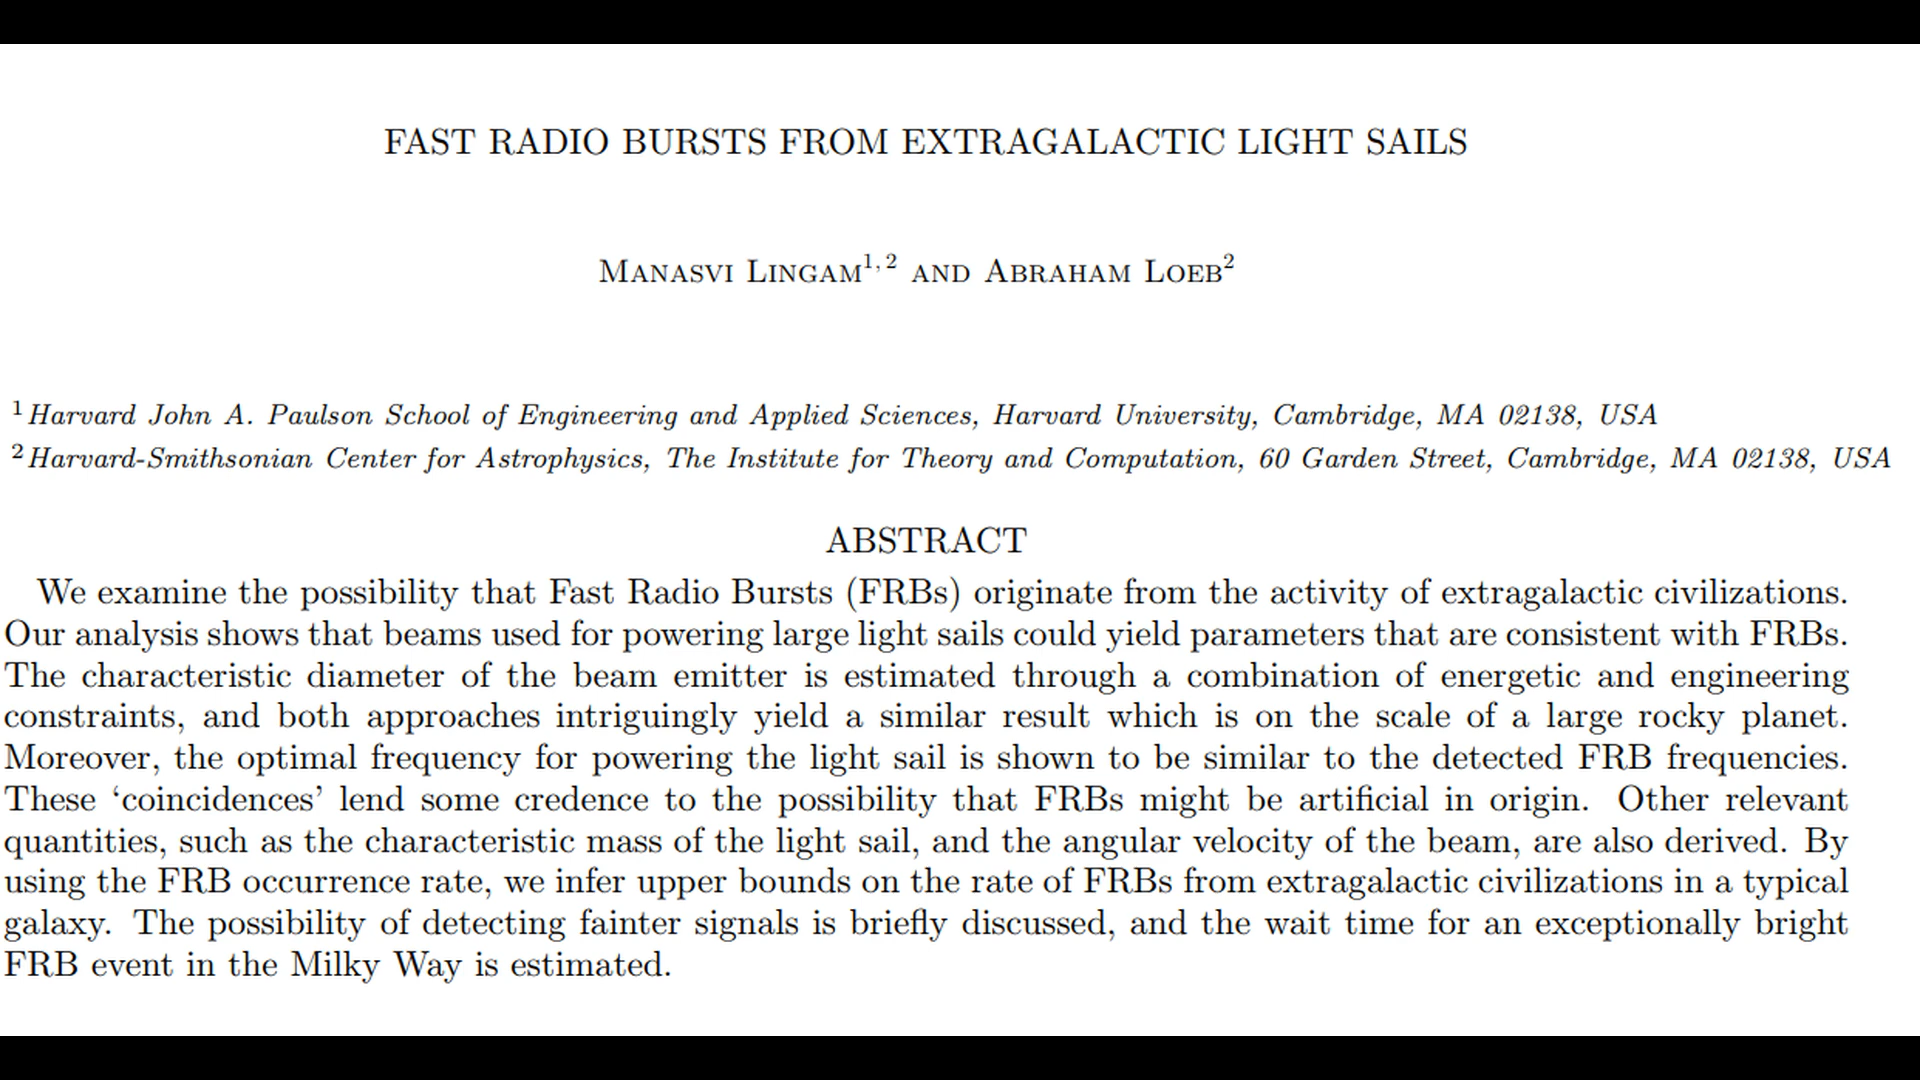 FAST RADIO BURSTS FROM EXTRAGALACTIC LIGHT SAILS
Manasvi Lingam1,2 and Abraham Loeb2
1 Harvard John A. Paulson School of Engineering and Applied Sciences, Harvard University, Cambridge, MA 02138, USA
2 Harvard-Smithsonian Center for Astrophysics, The Institute for Theory and Computation, 60 Garden Street, Cambridge, MA 02138, USA
ABSTRACT
We examine the possibility that Fast Radio Bursts (FRBs) originate from the activity of extragalactic civilizations.
Our analysis shows that beams used for powering large light sails could yield parameters that are consistent with FRBs.
The characteristic diameter of the beam emitter is estimated through a combination of energetic and engineering
constraints, and both approaches intriguingly yield a similar result which is on the scale of a large rocky planet.
Moreover, the optimal frequency for powering the light sail is shown to be similar to the detected FRB frequencies.
These ‘coincidences’ lend some credence to the possibility that FRBs might be artificial in origin. Other relevant
quantities, such as the characteristic mass of the light sail, and the angular velocity of the beam, are also derived. By
using the FRB occurrence rate, we infer upper bounds on the rate of FRBs from extragalactic civilizations in a typical
galaxy. The possibility of detecting fainter signals is briefly discussed, and the wait time for an exceptionally bright
FRB event in the Milky Way is estimated.